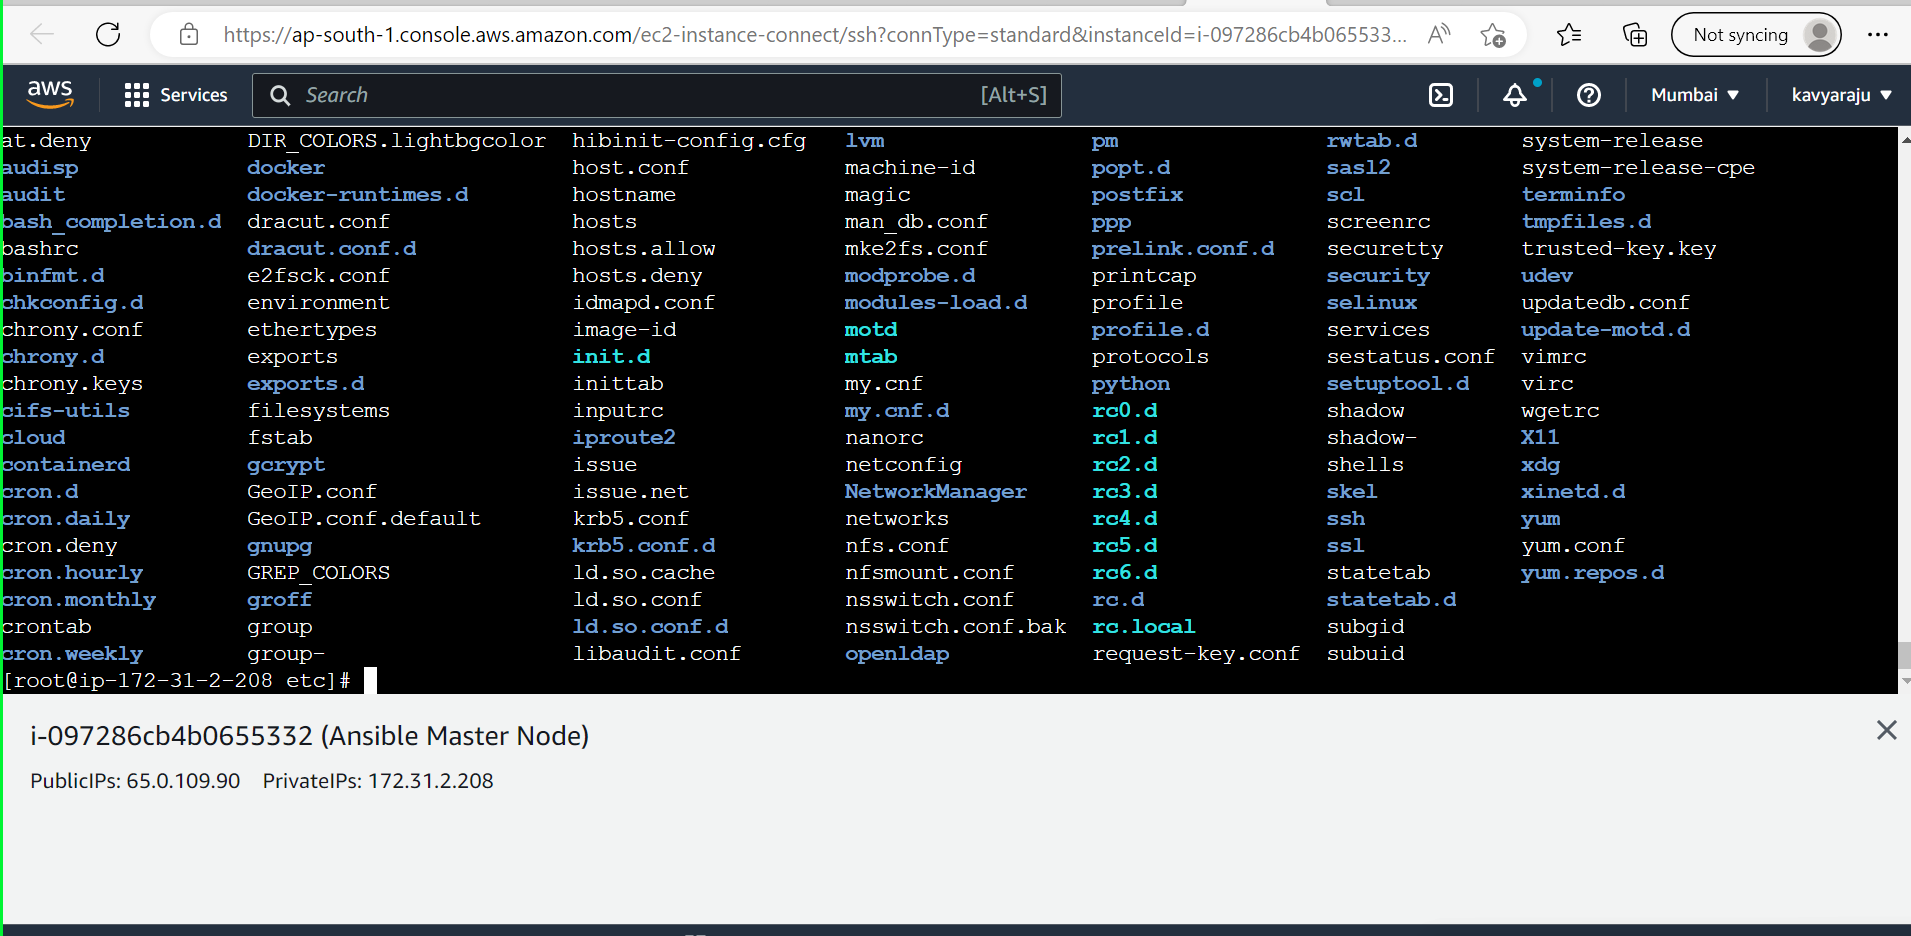 https://ap-south-1.console.aws.amazon.com/ec2-instance-connect/ssh?connType=standard&instanceId=i-097286cb4b065533...
Not syncing
aws
Services
Search
[Alt+S]
Mumbai
kavyaraju
at.deny DIR_COLORS.lightbgcolor hibinit-config.cfg lvm pm rwtab.d system-release
audisp docker host.conf machine-id popt.d sasl2 system-release-cpe
audit docker-runtimes.d hostname magic postfix scl terminfo
bash_completion.d dracut.conf hosts man_db.conf ppp screenrc tmpfiles.d
bashrc dracut.conf.d hosts.allow mke2fs.conf prelink.conf.d securetty trusted-key.key
binfmt.d e2fsck.conf hosts.deny modprobe.d printcap security udev
chkconfig.d environment idmapd.conf modules-load.d profile selinux updatedb.conf
chrony.conf ethertypes image-id motd profile.d services update-motd.d
chrony.d exports init.d mtab protocols sestatus.conf vimrc
chrony.keys exports.d inittab my.cnf python setuptool.d virc
cifs-utils filesystems inputrc my.cnf.d rc0.d shadow wgetrc
cloud fstab iproute2 nanorc rc1.d shadow- X11
containerd gcrypt issue netconfig rc2.d shells xdg
cron.d GeoIP.conf issue.net NetworkManager rc3.d skel xinetd.d
cron.daily GeoIP.conf.default krb5.conf networks rc4.d ssh yum
cron.deny gnupg krb5.conf.d nfs.conf rc5.d ssl yum.conf
cron.hourly GREP_COLORS ld.so.cache nfsmount.conf rc6.d statetab yum.repos.d
cron.monthly groff ld.so.conf nsswitch.conf rc.d statetab.d
crontab group ld.so.conf.d nsswitch.conf.bak rc.local subgid
cron.weekly group- libaudit.conf openldap request-key.conf subuid
[root@ip-172-31-2-208 etc]#
i-097286cb4b0655332 (Ansible Master Node)
PublicIPs: 65.0.109.90 PrivateIPs: 172.31.2.208